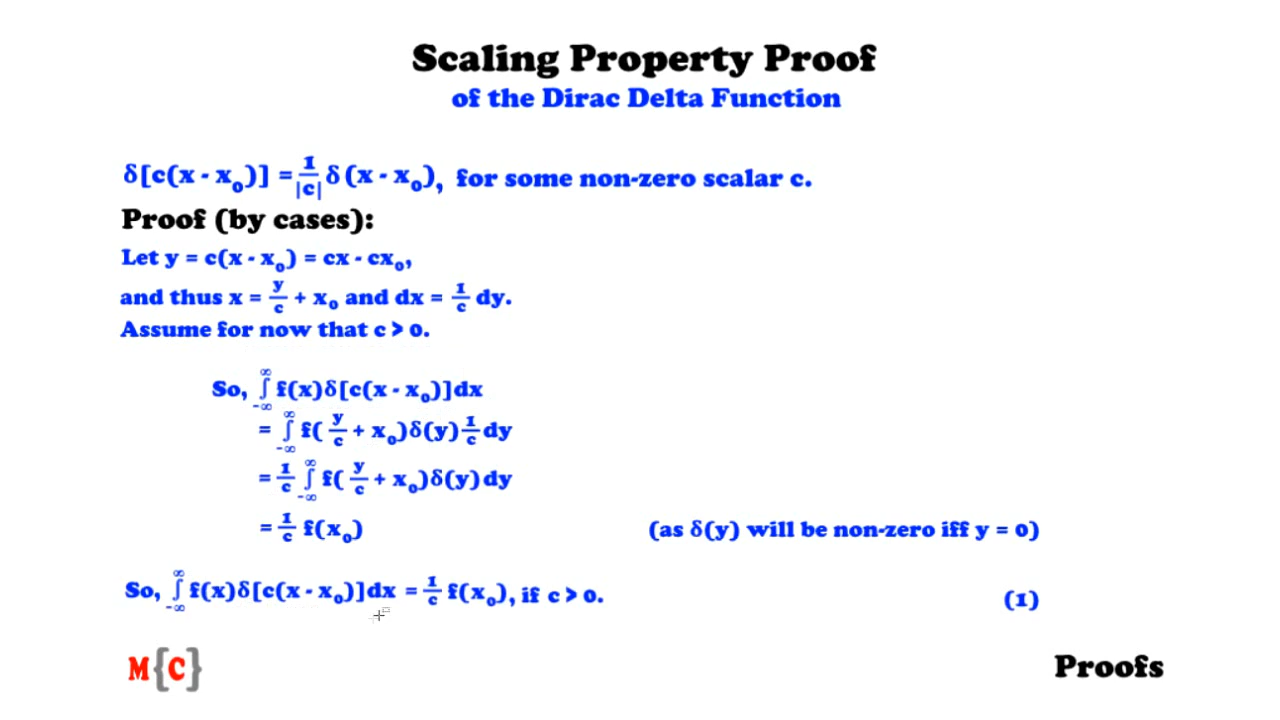 Scaling Property Proof
of the Dirac Delta Function
δ[c(x - x₀)] = 1/|c| δ(x - x₀), for some non-zero scalar c.
Proof (by cases):
Let y = c(x - x₀) = cx - cx₀,
and thus x = y/c + x₀ and dx = 1/c dy.
Assume for now that c > 0.
So, ∫_{-∞}^{∞} f(x)δ[c(x - x₀)]dx
= ∫_{-∞}^{∞} f( y/c + x₀)δ(y) 1/c dy
= 1/c ∫_{-∞}^{∞} f( y/c + x₀)δ(y)dy
= 1/c f(x₀) (as δ(y) will be non-zero iff y = 0)
So, ∫_{-∞}^{∞} f(x)δ[c(x - x₀)]dx = 1/c f(x₀), if c > 0. (1)
M{C} Proofs